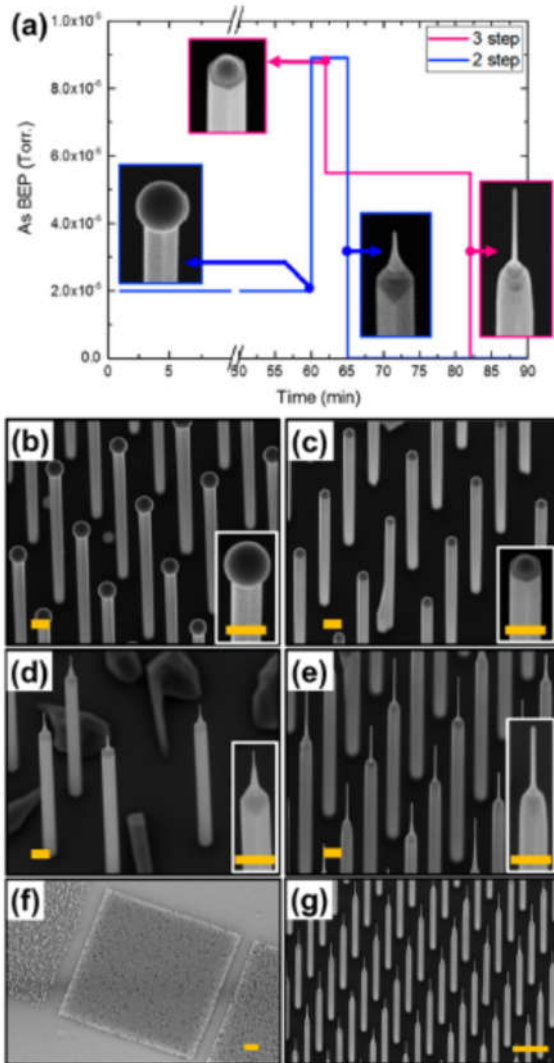 (a)
3 step
2 step
1.0x10⁻⁵
8.0x10⁻⁶
6.0x10⁻⁶
4.0x10⁻⁶
2.0x10⁻⁶
0.0
As BEP (Torr.)
0 5 50 55 60 65 70 75 80 85 90
Time (min)
(b)
(c)
(d)
(e)
(f)
(g)